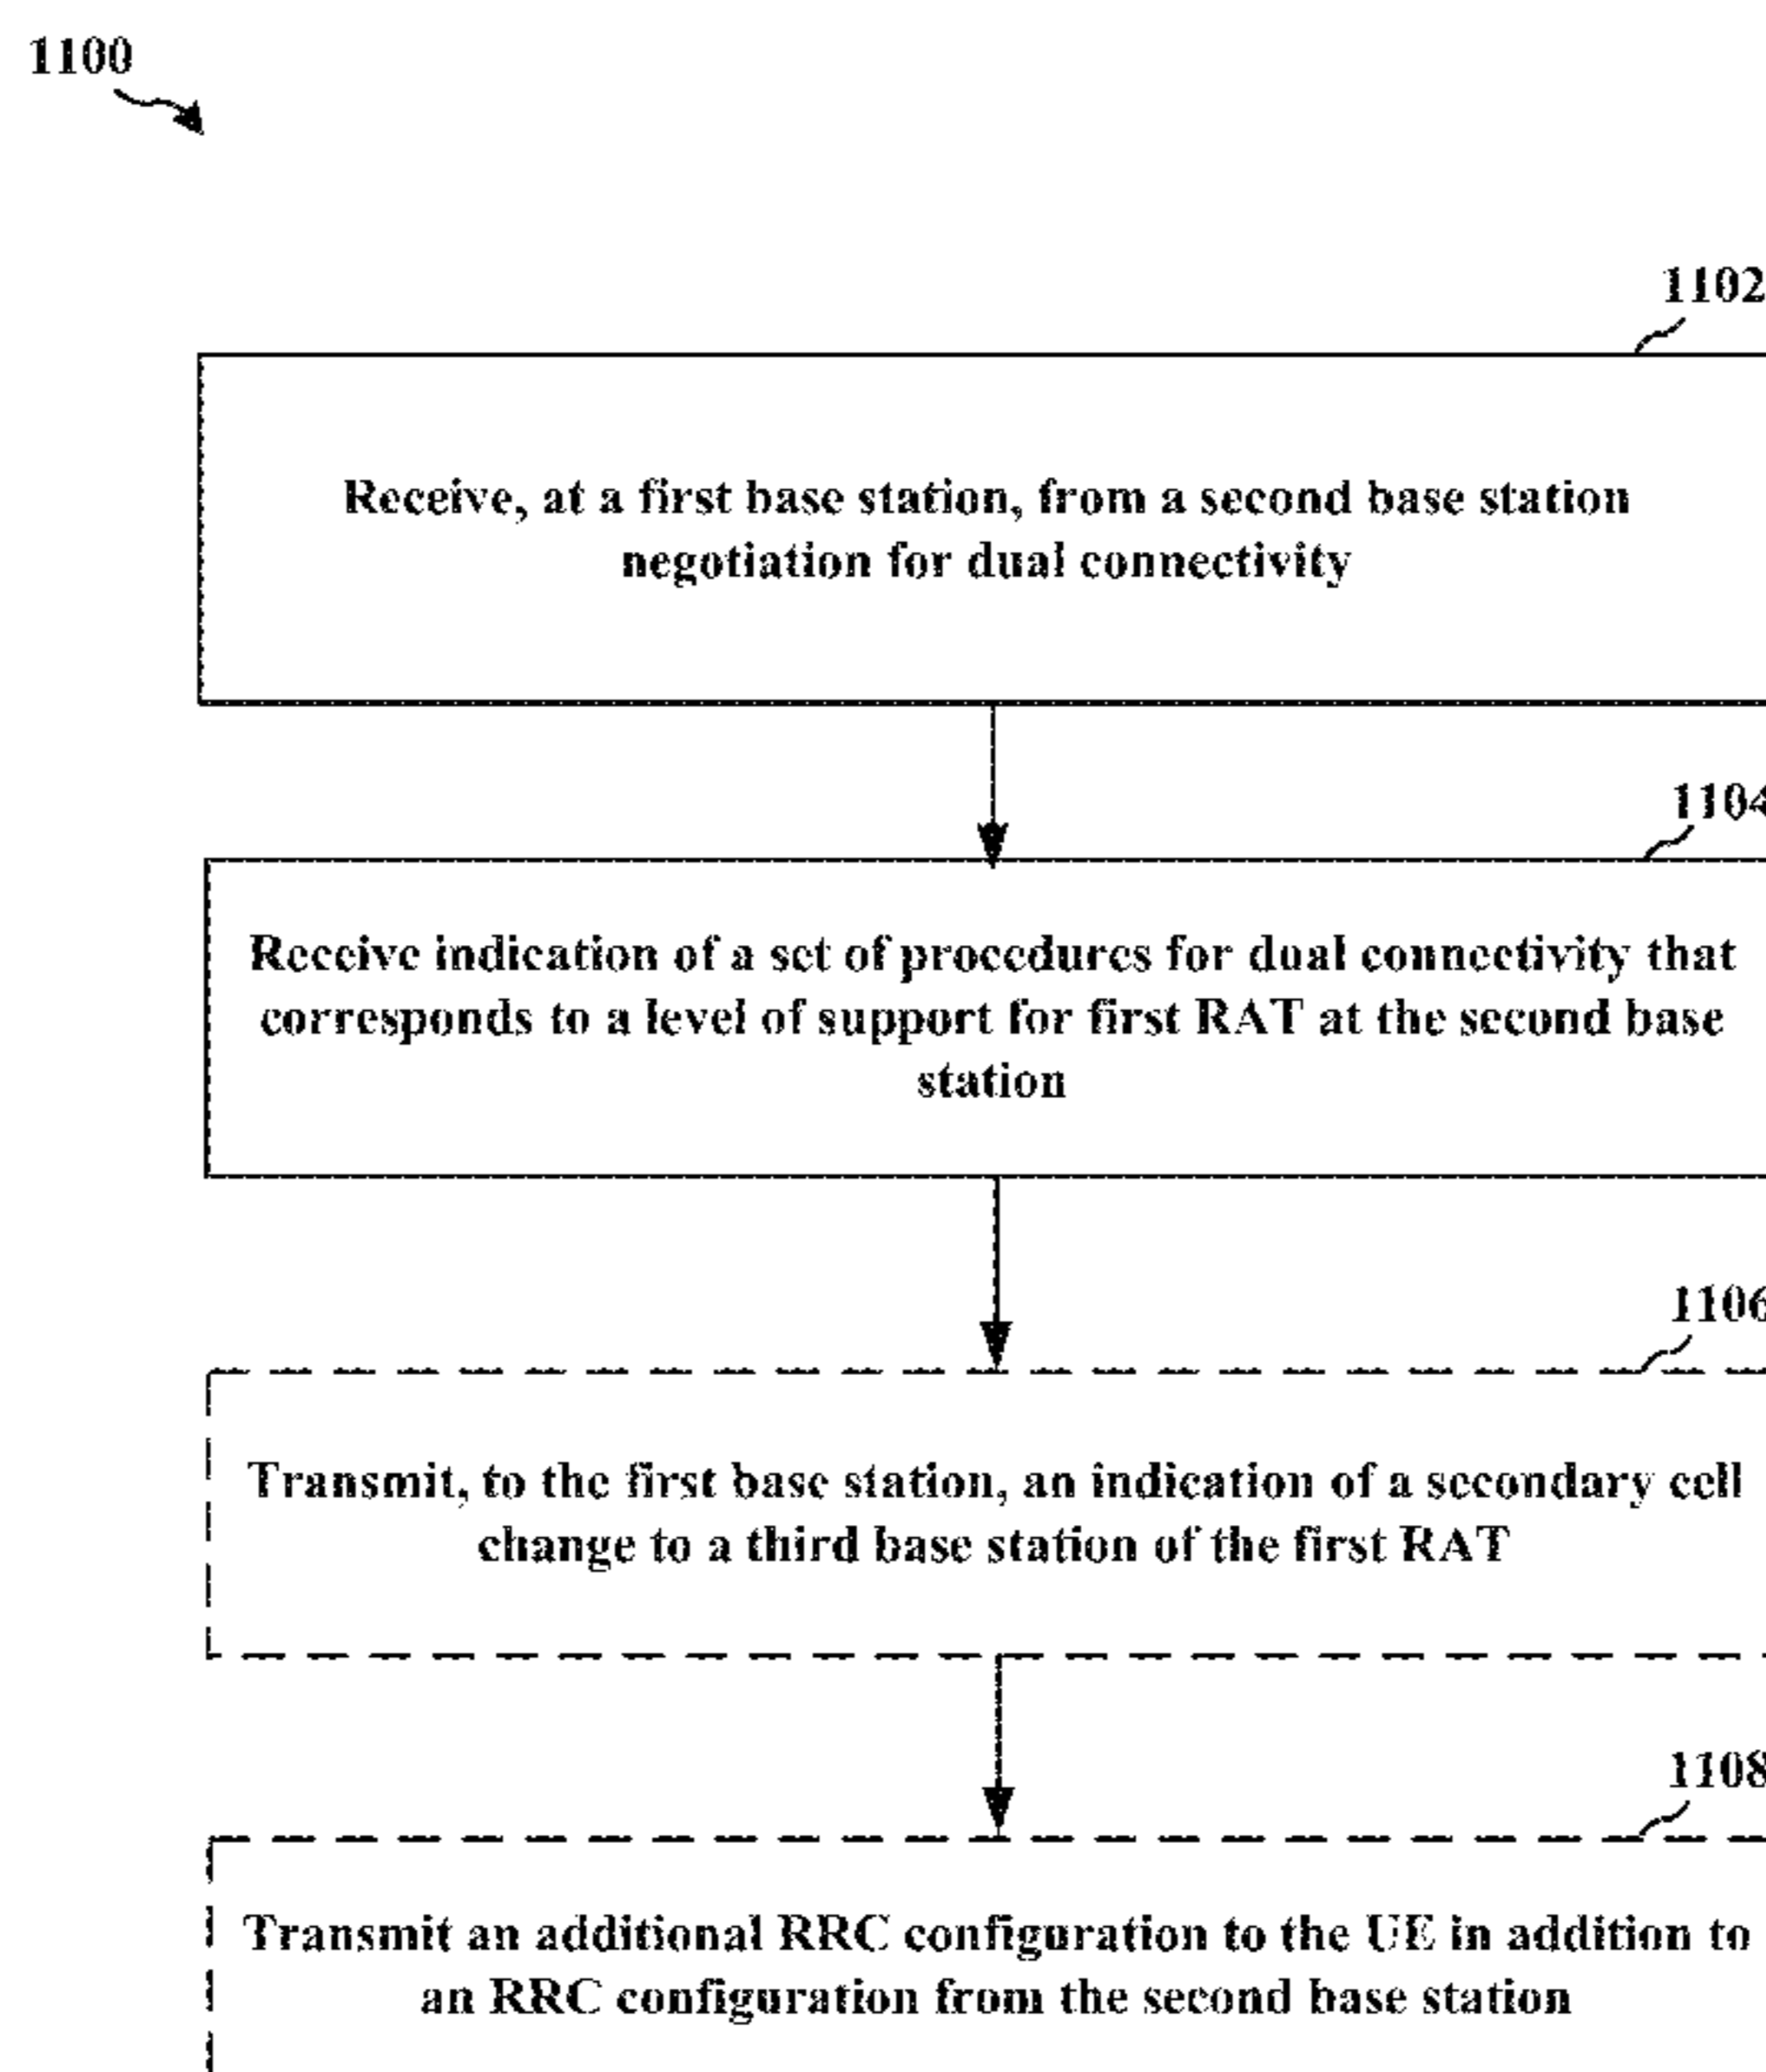 1100
1102
Receive, at a first base station, from a second base station
negotiation for dual connectivity
1104
Receive indication of a set of procedures for dual connectivity that
corresponds to a level of support for first RAT at the second base
station
1106
Transmit, to the first base station, an indication of a secondary cell
change to a third base station of the first RAT
1108
Transmit an additional RRC configuration to the UE in addition to
an RRC configuration from the second base station